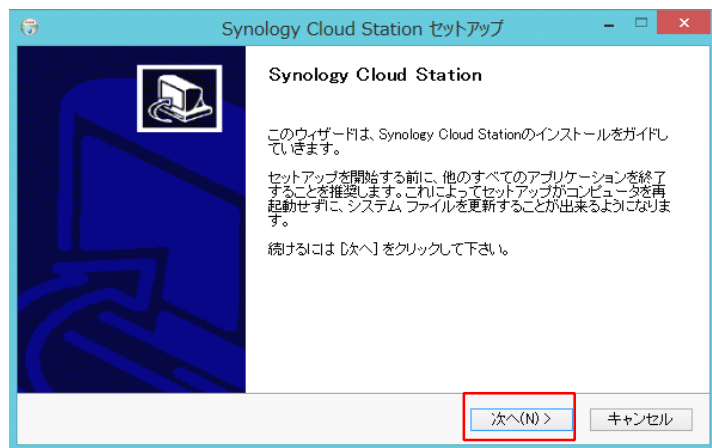 Synology Cloud Station セットアップ
Synology Cloud Station
このウィザードは、Synology Cloud Stationのインストールをガイドし
ていきます。
セットアップを開始する前に、他のすべてのアプリケーションを終了
することを推奨します。これによってセットアップがコンピュータを再
起動せずに、システム ファイルを更新することが出来るようになりま
す。
続けるには [次へ] をクリックして下さい。
次へ(N) >
キャンセル